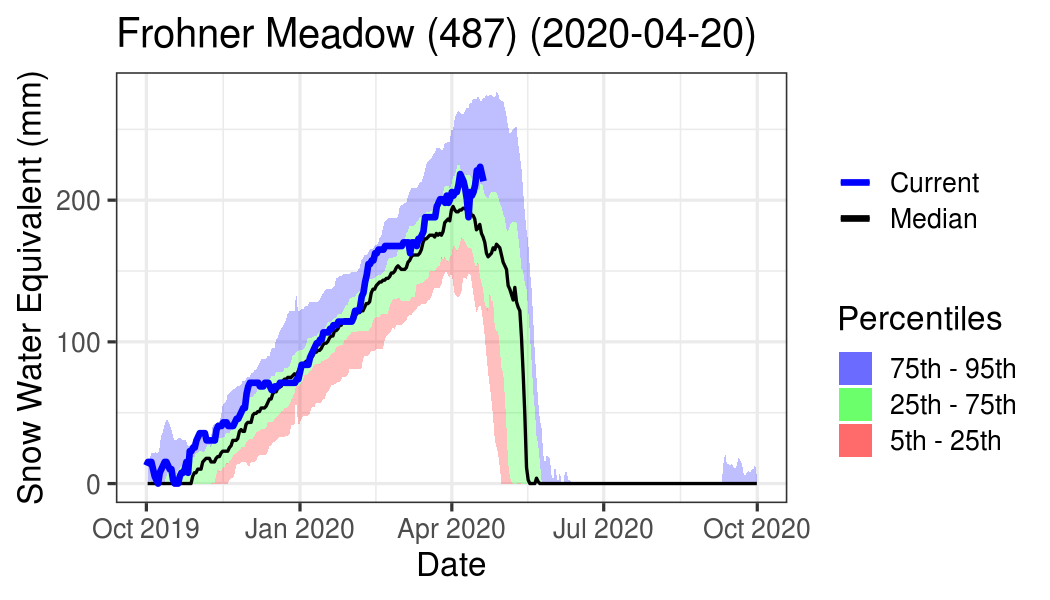 Frohner Meadow (487) (2020-04-20)
Snow Water Equivalent (mm)
200
100
0
Oct 2019
Jan 2020
Apr 2020
Jul 2020
Oct 2020
Date
Current
Median
Percentiles
75th - 95th
25th - 75th
5th - 25th